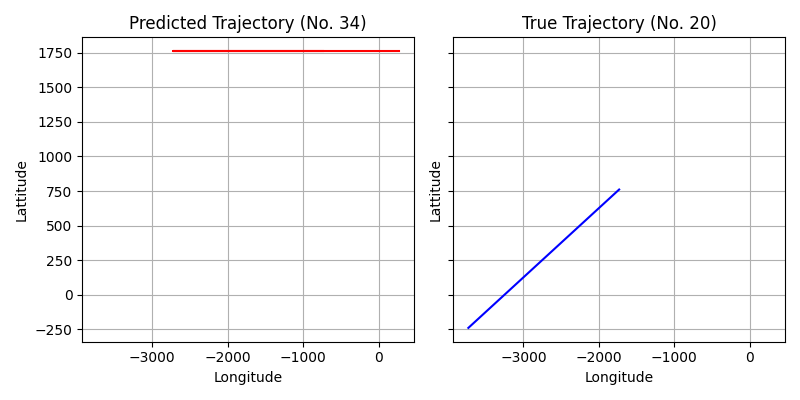 Predicted Trajectory (No. 34)
True Trajectory (No. 20)
Lattitude
1750
1500
1250
1000
750
500
250
0
−250
−3000
−2000
−1000
0
Longitude
Lattitude
−3000
−2000
−1000
0
Longitude